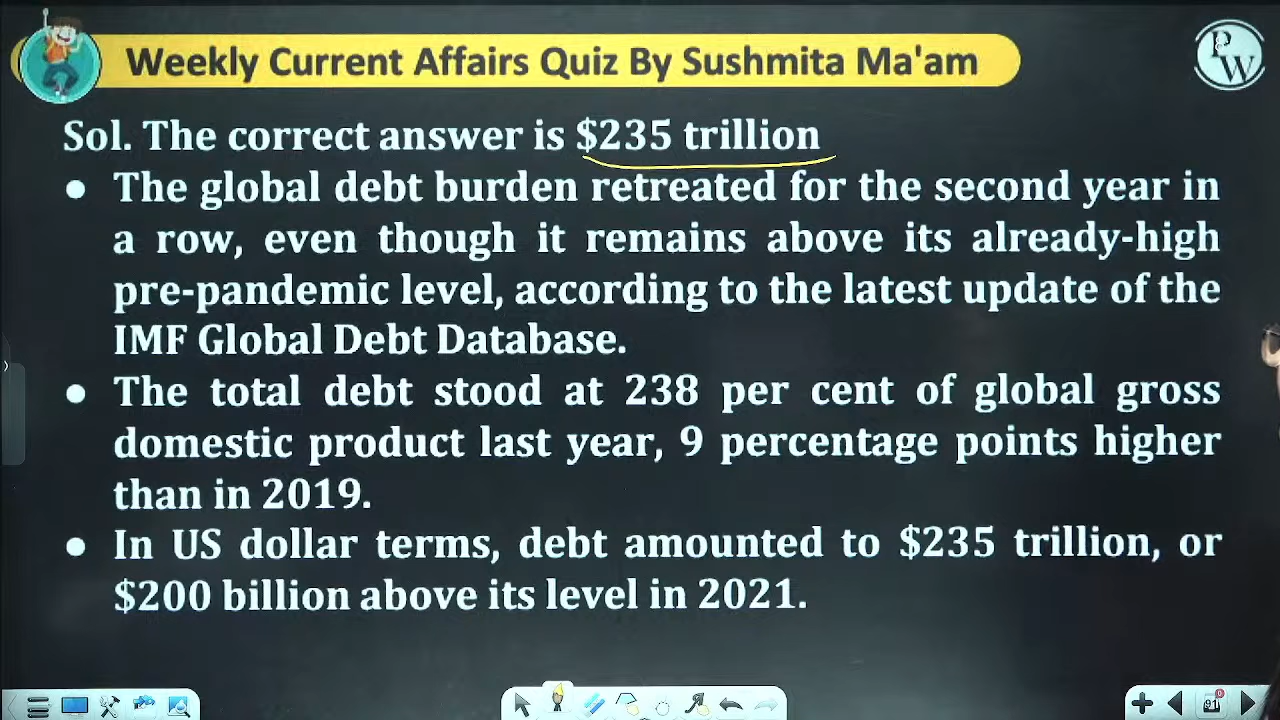 Weekly Current Affairs Quiz By Sushmita Ma'am
PW
Sol. The correct answer is $235 trillion
● The global debt burden retreated for the second year in
a row, even though it remains above its already-high
pre-pandemic level, according to the latest update of the
IMF Global Debt Database.
● The total debt stood at 238 per cent of global gross
domestic product last year, 9 percentage points higher
than in 2019.
● In US dollar terms, debt amounted to $235 trillion, or
$200 billion above its level in 2021.
91
0